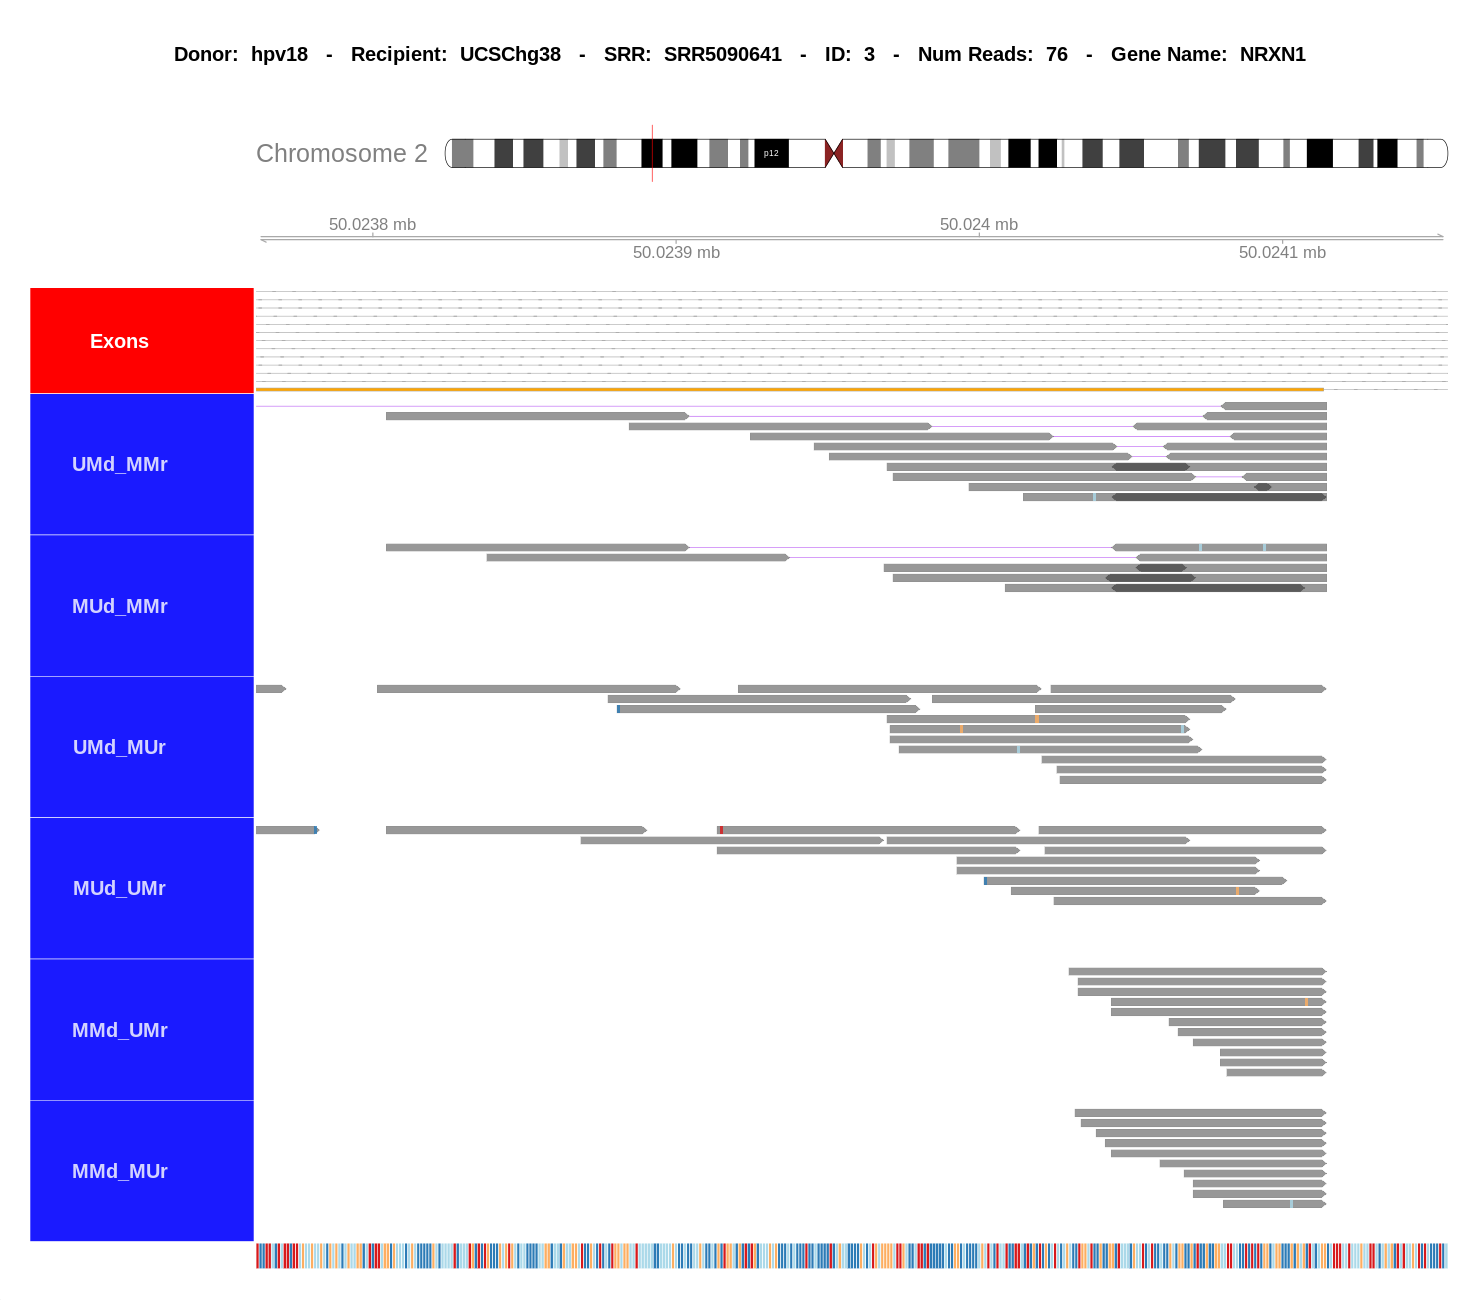 Donor: hpv18 - Recipient: UCSChg38 - SRR: SRR5090641 - ID: 3 - Num Reads: 76 - Gene Name: NRXN1
Chromosome 2
p12
50.0238 mb
50.024 mb
50.0239 mb
50.0241 mb
Exons
UMd_MMr
MUd_MMr
UMd_MUr
MUd_UMr
MMd_UMr
MMd_MUr